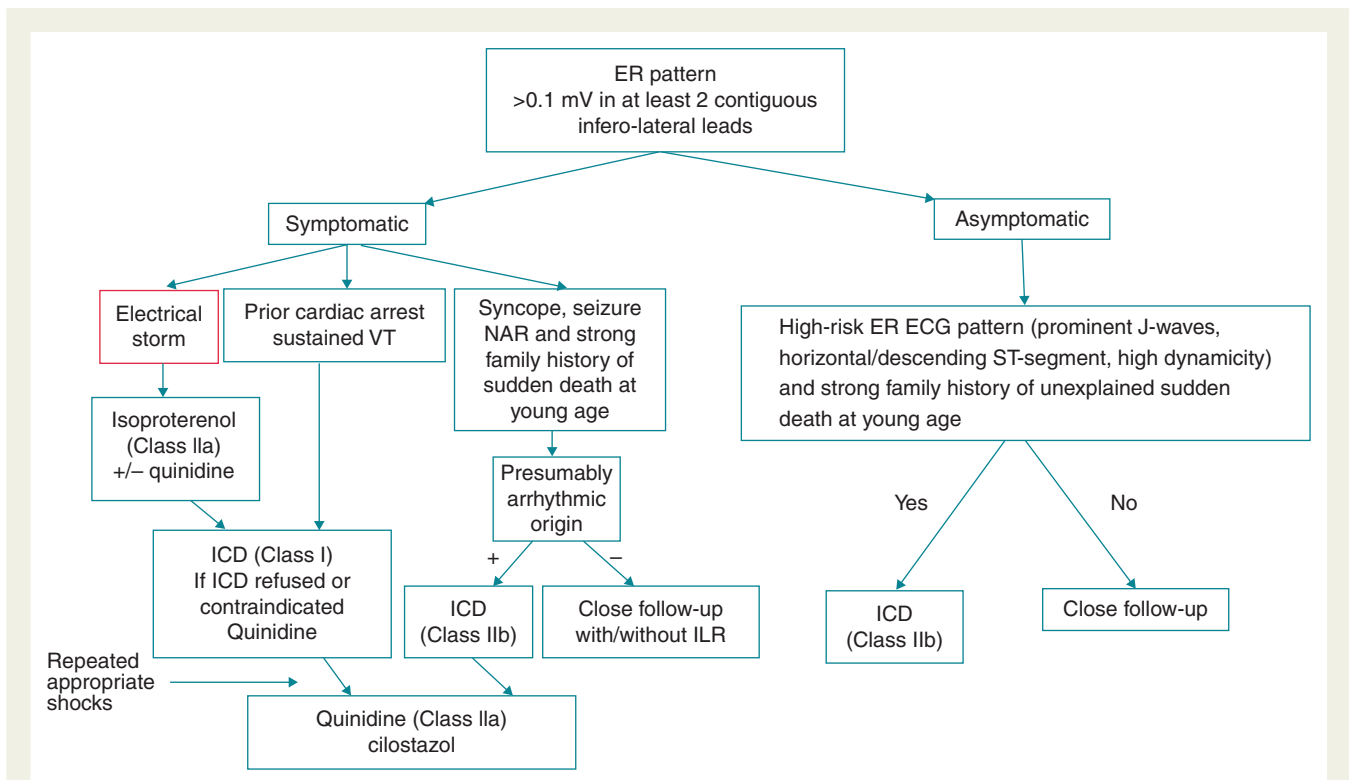 ER pattern
>0.1 mV in at least 2 contiguous
infero-lateral leads
Symptomatic
Asymptomatic
Electrical
storm
Prior cardiac arrest
sustained VT
Syncope, seizure
NAR and strong
family history of
sudden death at
young age
High-risk ER ECG pattern (prominent J-waves,
horizontal/descending ST-segment, high dynamicity)
and strong family history of unexplained sudden
death at young age
Isoproterenol
(Class IIa)
+/– quinidine
Presumably
arrhythmic
origin
Yes
No
+
–
ICD (Class I)
If ICD refused or
contraindicated
Quinidine
ICD
(Class IIb)
Close follow-up
with/without ILR
ICD
(Class IIb)
Close follow-up
Repeated
appropriate
shocks
Quinidine (Class IIa)
cilostazol